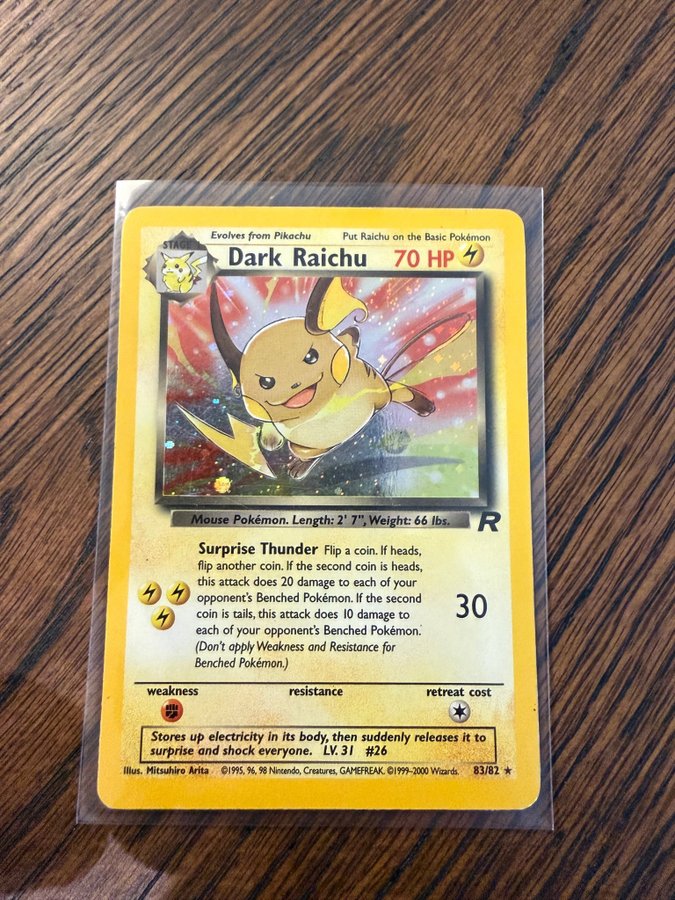 Evolves from Pikachu Put Raichu on the Basic Pokémon
STAGE 1
Dark Raichu 70 HP
Mouse Pokémon. Length: 2' 7", Weight: 66 lbs.
R
Surprise Thunder Flip a coin. If heads,
flip another coin. If the second coin is heads,
this attack does 20 damage to each of your
opponent's Benched Pokémon. If the second
coin is tails, this attack does 10 damage to
each of your opponent's Benched Pokémon.
(Don't apply Weakness and Resistance for
Benched Pokémon.)
30
weakness resistance retreat cost
Stores up electricity in its body, then suddenly releases it to
surprise and shock everyone. LV. 31 #26
Illus. Mitsuhiro Arita ©1995, 96, 98 Nintendo, Creatures, GAMEFREAK. ©1999-2000 Wizards. 83/82 ★